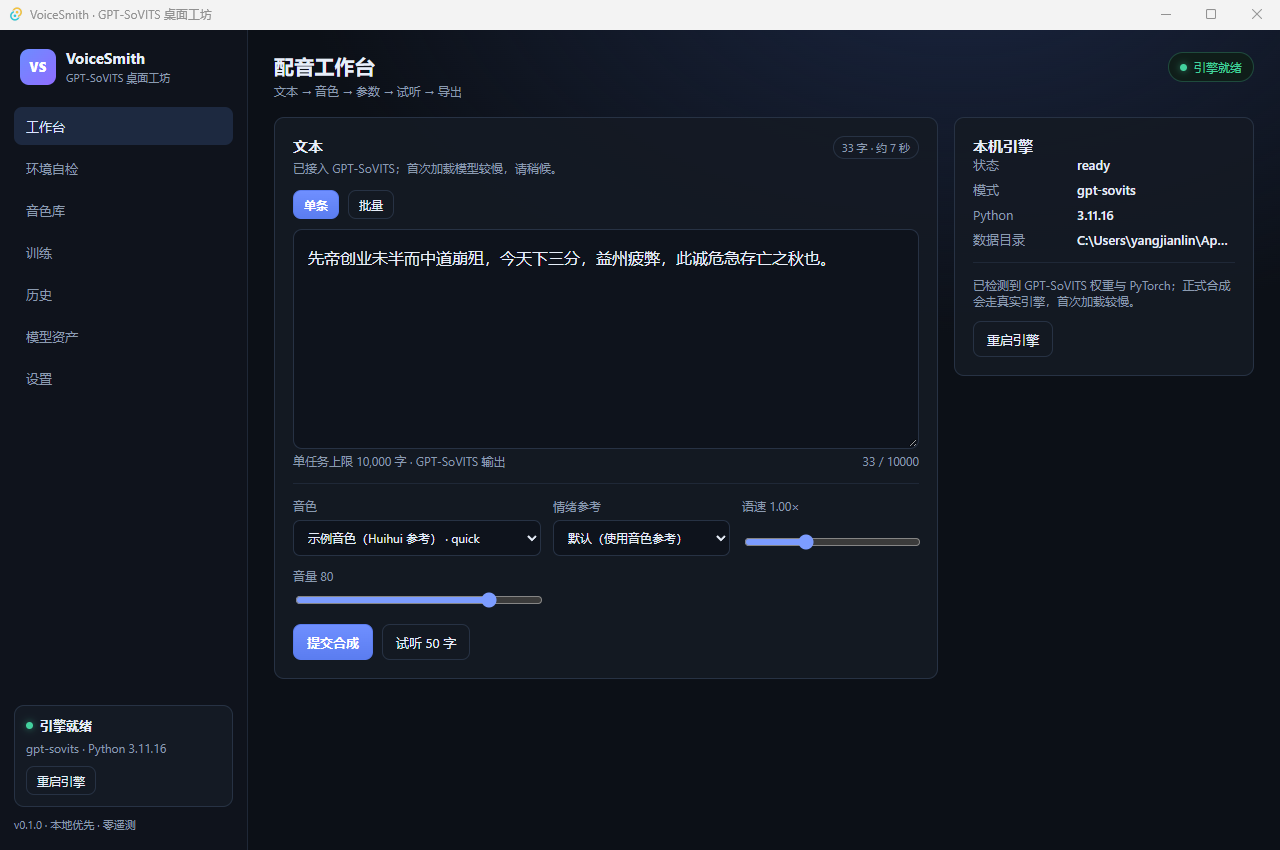 VoiceSmith · GPT-SoVITS 桌面工坊
VS
VoiceSmith
GPT-SoVITS 桌面工坊
工作台
环境自检
音色库
训练
历史
模型资产
设置
引擎就绪
gpt-sovits · Python 3.11.16
重启引擎
v0.1.0 · 本地优先 · 零遥测
配音工作台
文本 → 音色 → 参数 → 试听 → 导出
引擎就绪
文本
33 字 · 约 7 秒
已接入 GPT-SoVITS；首次加载模型较慢，请稍候。
单条
批量
先帝创业未半而中道崩殂，今天下三分，益州疲弊，此诚危急存亡之秋也。
单任务上限 10,000 字 · GPT-SoVITS 输出
33 / 10000
音色
情绪参考
语速 1.00×
示例音色（Huihui 参考） · quick
默认（使用音色参考）
音量 80
提交合成
试听 50 字
本机引擎
状态 ready
模式 gpt-sovits
Python 3.11.16
数据目录 C:\Users\yangjianlin\Ap...
已检测到 GPT-SoVITS 权重与 PyTorch；正式合成
会走真实引擎，首次加载较慢。
重启引擎